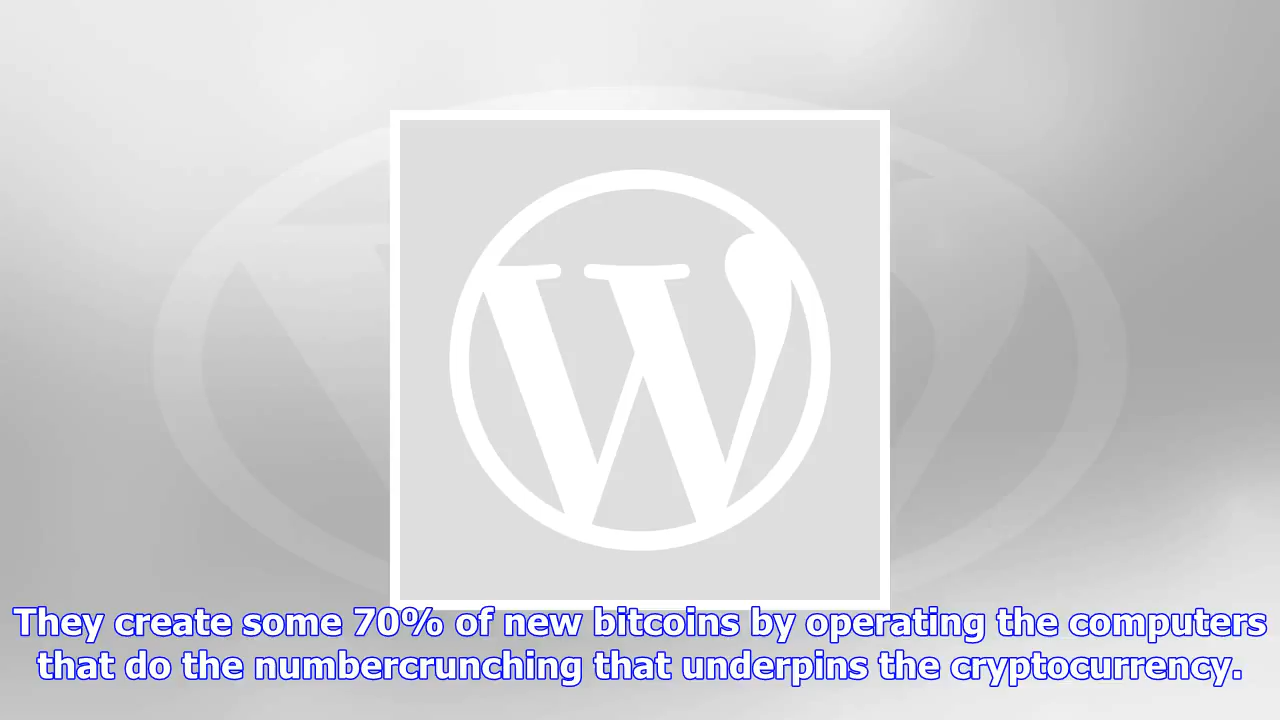 They create some 70% of new bitcoins by operating the computers
that do the numbercrunching that underpins the cryptocurrency.